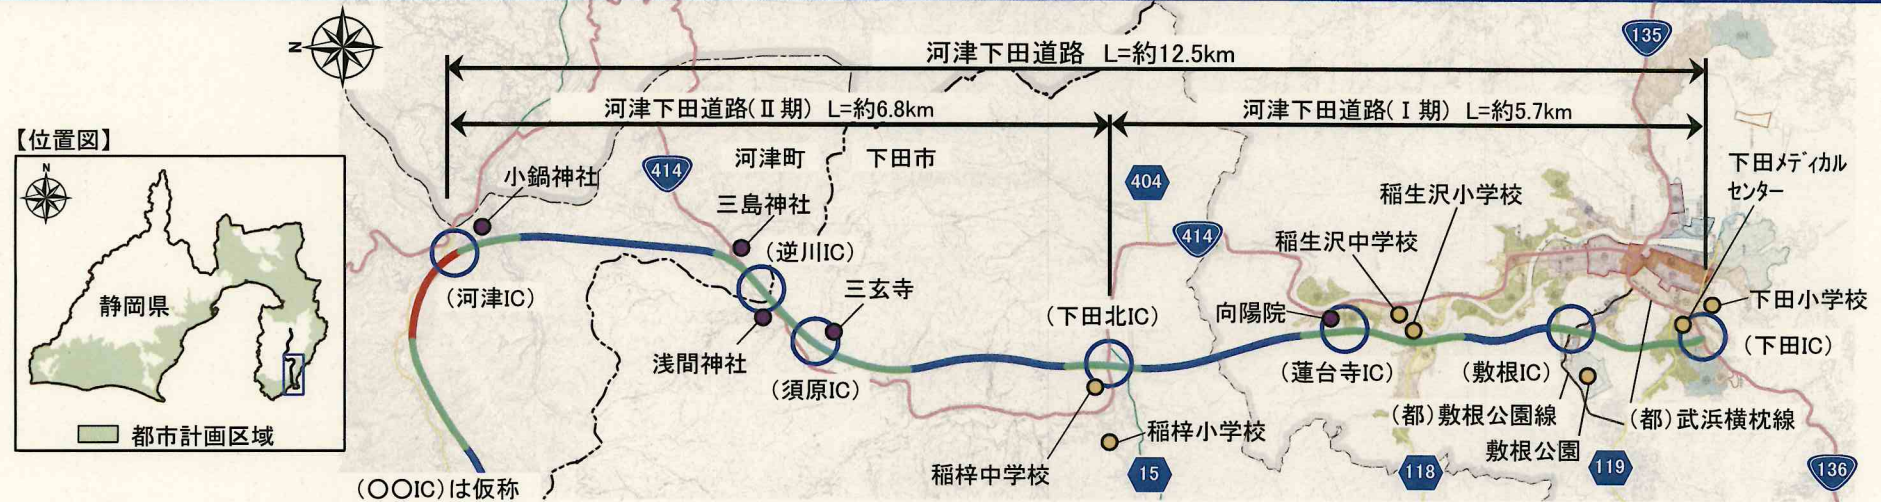 N
河津下田道路 L=約12.5km
135
河津下田道路(Ⅱ期) L=約6.8km
河津下田道路(Ⅰ期) L=約5.7km
【位置図】
N
静岡県
都市計画区域
小鍋神社
414
河津町
下田市
404
三島神社
(逆川IC)
414
稲生沢小学校
稲生沢中学校
下田メディカル
センター
(河津IC)
三玄寺
(下田北IC)
向陽院
下田小学校
浅間神社
(須原IC)
(蓮台寺IC)
(敷根IC)
(下田IC)
(都)敷根公園線
(都)武浜横枕線
稲梓小学校
敷根公園
稲梓中学校
15
118
119
136
(〇〇IC)は仮称